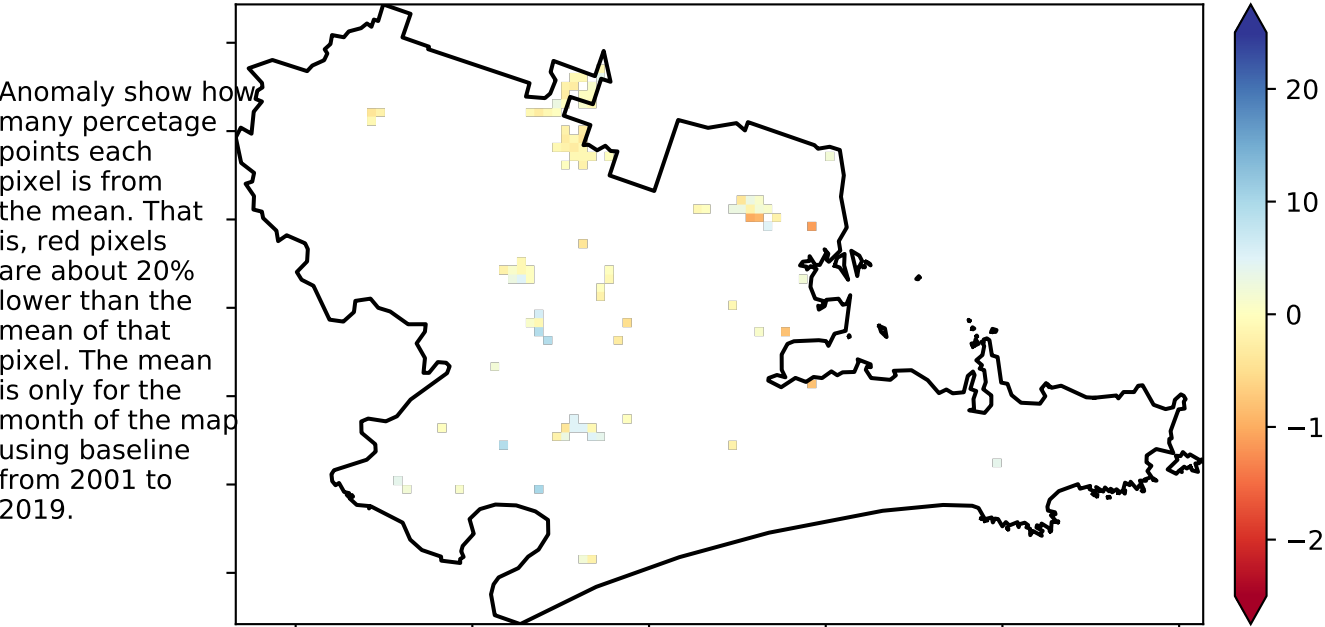 Anomaly show how
many percetage
points each
pixel is from
the mean. That
is, red pixels
are about 20%
lower than the
mean of that
pixel. The mean
is only for the
month of the map
using baseline
from 2001 to
2019.
20
10
0
−1
−2